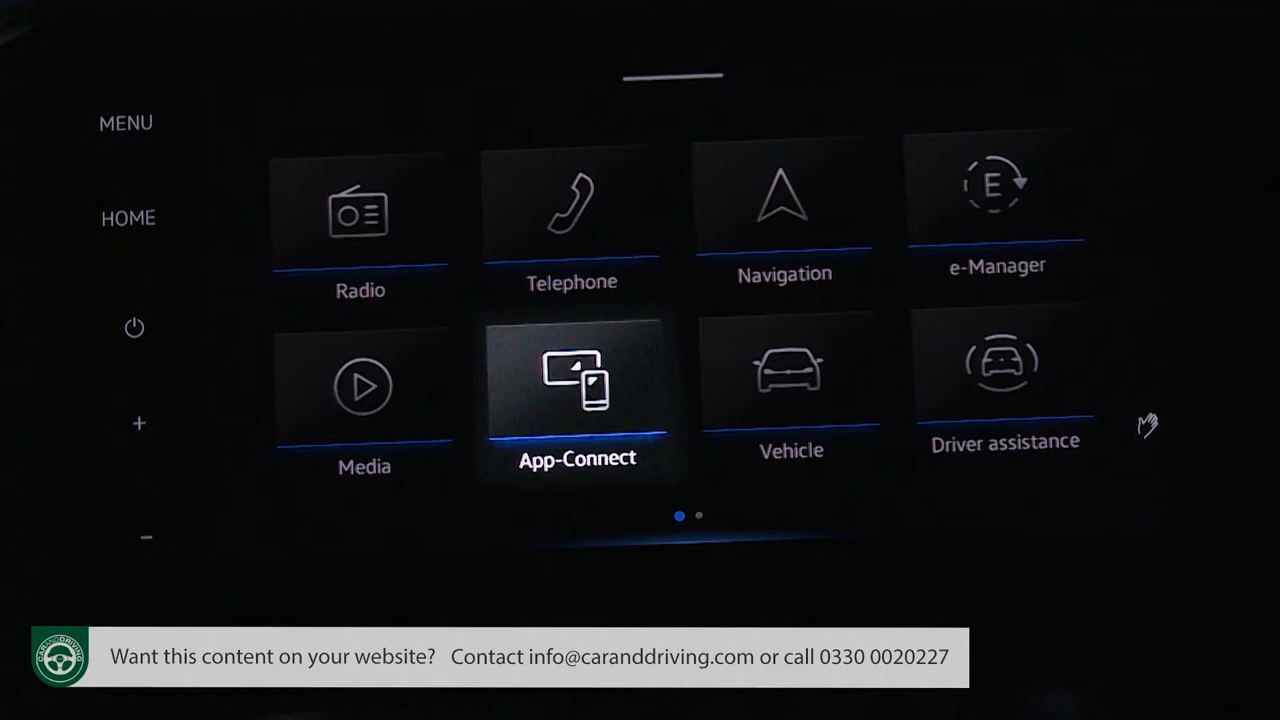 MENU
HOME
Radio
Telephone
Navigation
E
e-Manager
Media
App-Connect
Vehicle
Driver assistance
CARANDDRIVING
Want this content on your website? Contact info@caranddriving.com or call 0330 0020227